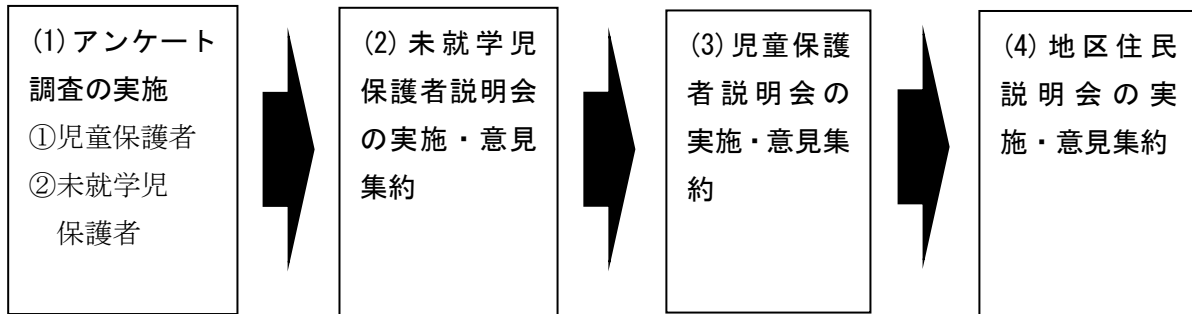 (1)アンケート
調査の実施
①児童保護者
②未就学児
保護者
(2)未就学児
保護者説明会
の実施・意見
集約
(3)児童保護
者説明会の
実施・意見集
約
(4)地区住民
説明会の実
施・意見集約